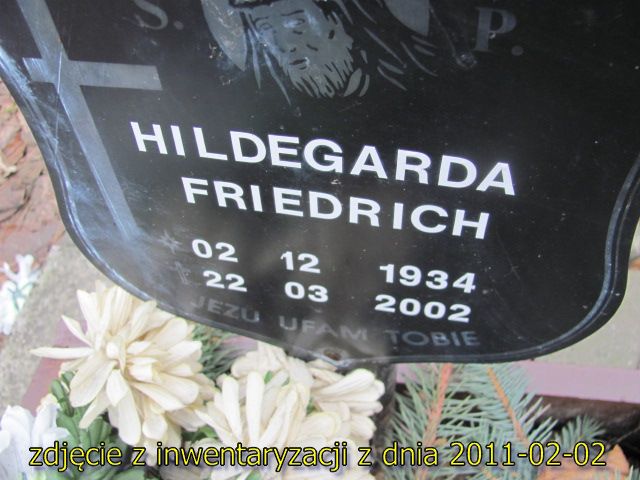 S. P.
HILDEGARDA
FRIEDRICH
* 02 12 1934
† 22 03 2002
JEZU UFAM TOBIE
zdjęcie z inwentaryzacji z dnia 2011-02-02